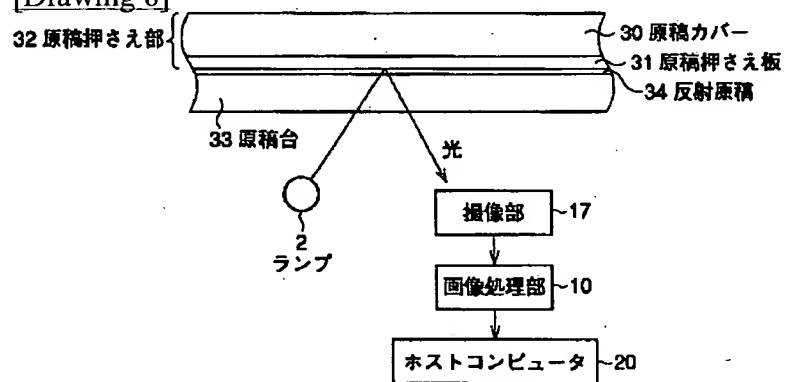 [Drawing 6]
32 原稿押さえ部
30 原稿カバー
31 原稿押さえ板
34 反射原稿
33 原稿台
光
2
ランプ
撮像部 17
画像処理部 10
ホストコンピュータ 20